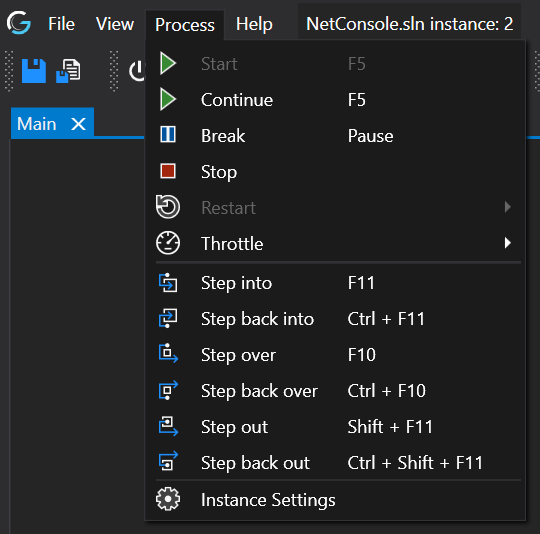 File View Process Help NetConsole.sln instance: 2
Main
Start F5
Continue F5
Break Pause
Stop
Restart
Throttle
Step into F11
Step back into Ctrl + F11
Step over F10
Step back over Ctrl + F10
Step out Shift + F11
Step back out Ctrl + Shift + F11
Instance Settings